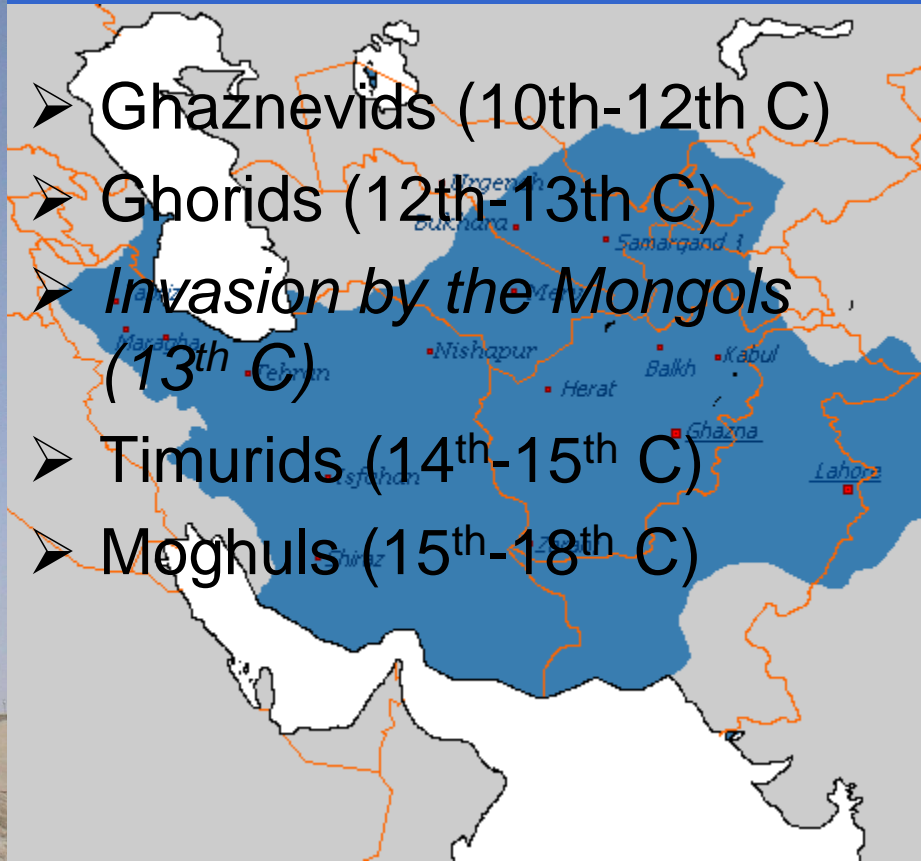 ➢ Ghaznevids (10th-12th C)
Urgench
➢ Ghorids (12th-13th C)
Bukhara
Samarqand
➢ Invasion by the Mongols
Tabriz
Merv
Maragha
Nishapur
Balkh
Kabul
(13th C)
Tehran
Herat
Ghazna
➢ Timurids (14th-15th C)
Isfahan
Lahore
➢ Moghuls (15th-18th C)
Shiraz